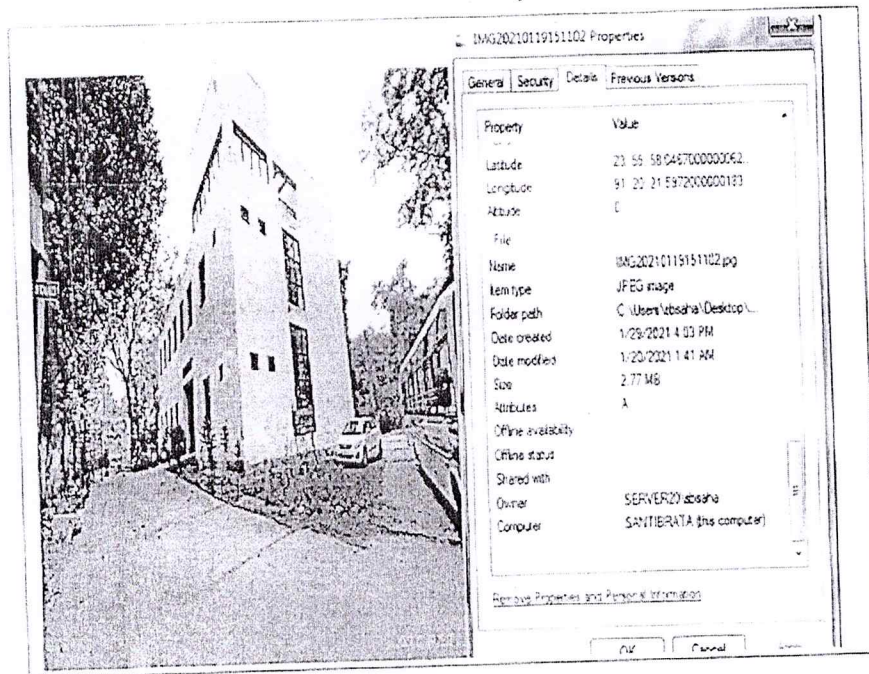 IMG20210119151102 Properties
General Security Details Previous Versions
Property Value
Latitude 23; 56; 58.0467000000062...
Longitude 91; 20; 21.5972000000183
Altitude 0
File
Name IMG20210119151102.jpg
Item type JPEG image
Folder path C:\Users\sbsaha\Desktop\...
Date created 1/29/2021 4:03 PM
Date modified 1/20/2021 1:41 AM
Size 2.77 MB
Attributes A
Offline availability
Offline status
Shared with
Owner SERVER20\sbsaha
Computer SANTIBRATA (this computer)
Remove Properties and Personal Information
OK Cancel Apply